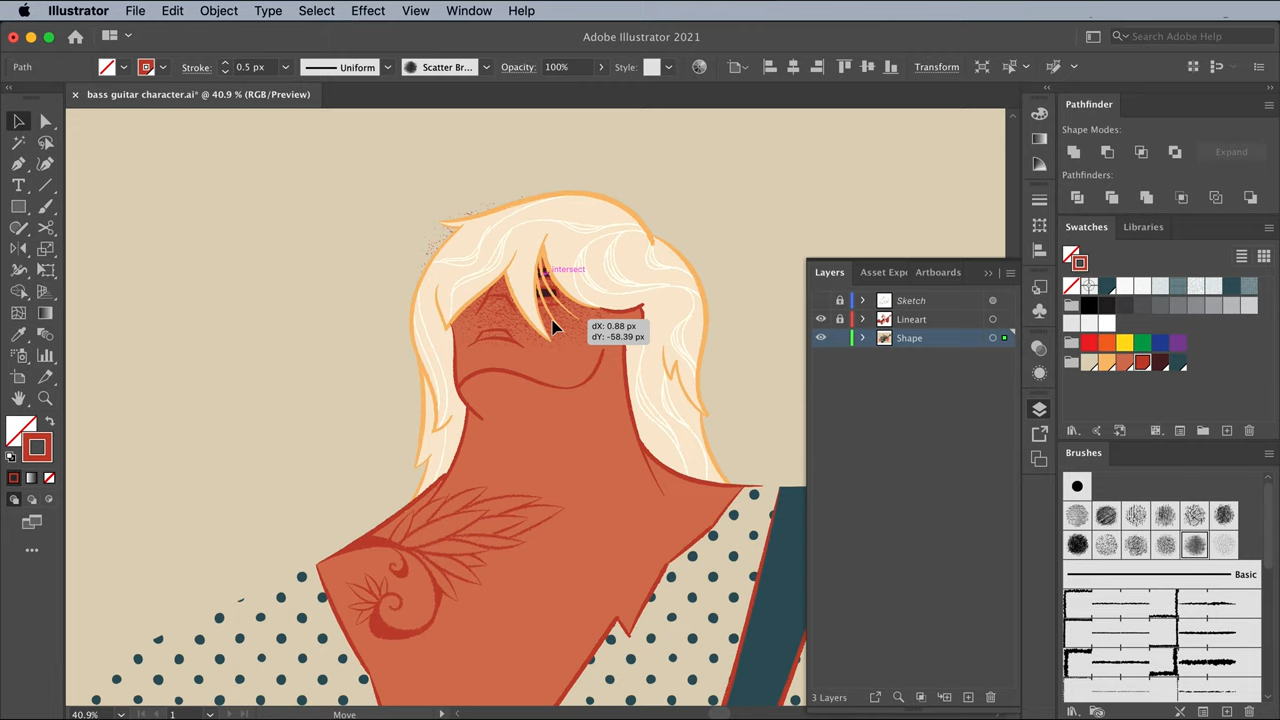 Illustrator File Edit Object Type Select Effect View Window Help
Adobe Illustrator 2021
Search Adobe Help
Path Stroke: 0.5 px Uniform Scatter Br... Opacity: 100% Style: Transform
bass guitar character.ai* @ 40.9 % (RGB/Preview)
Pathfinder
Shape Modes:
Expand
Pathfinders:
Swatches Libraries
intersect
dX: 0.88 px
dY: -58.39 px
Layers Asset Exp Artboards
Sketch
Lineart
Shape
Brushes
Basic
3 Layers
40.9% 1 Move